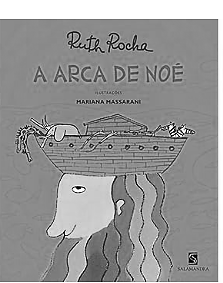 Ruth Rocha
A ARCA DE NOÉ
ILUSTRAÇÕES
MARIANA MASSARANI
S
SALAMANDRA